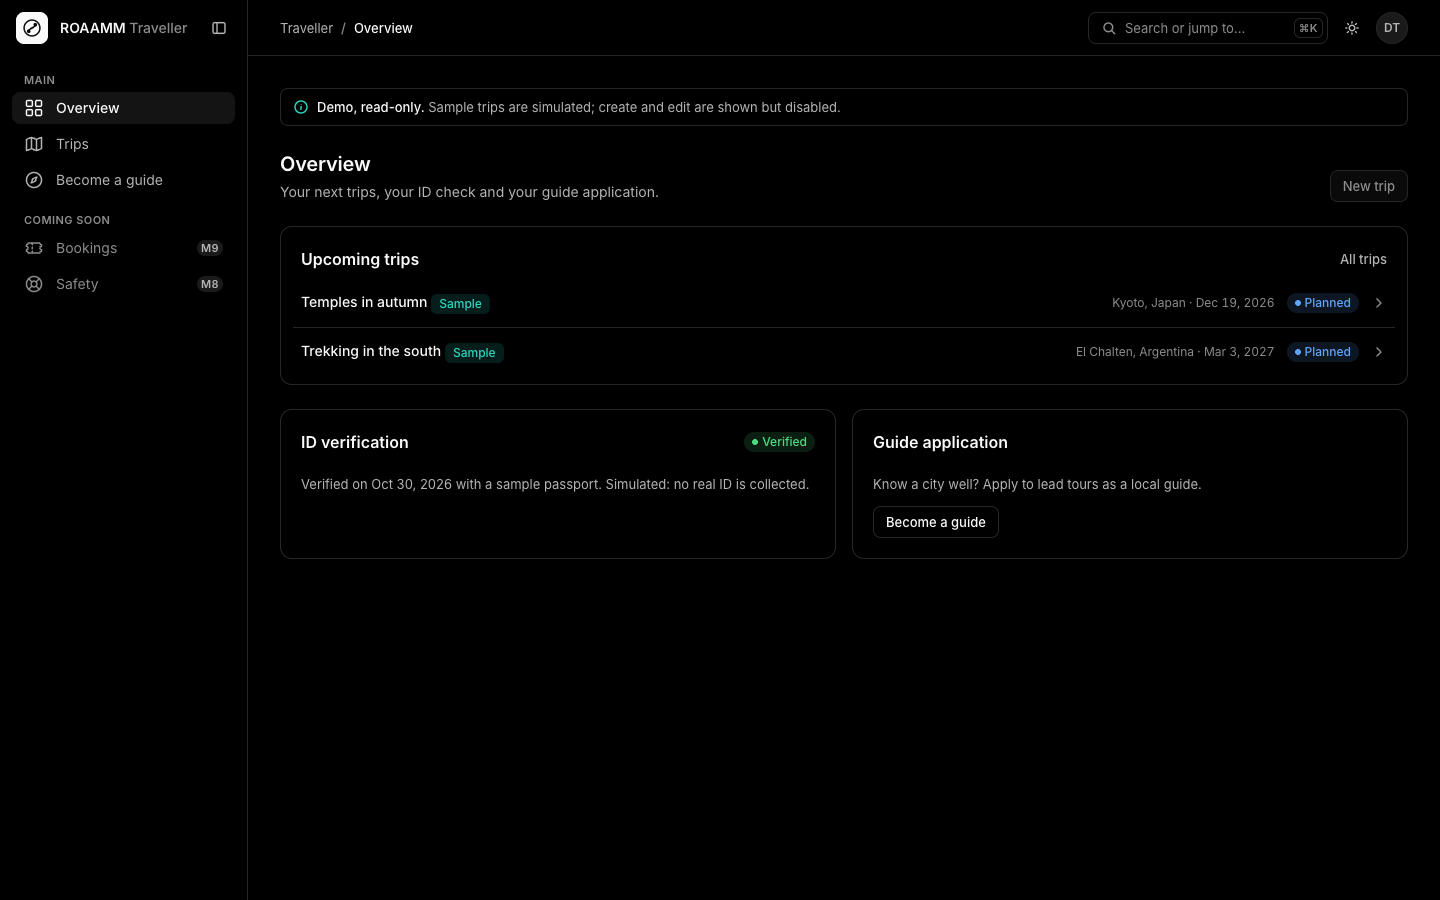 ROAAMM Traveller
Traveller / Overview
Search or jump to... ⌘K
DT
MAIN
Overview
Trips
Become a guide
COMING SOON
Bookings M9
Safety M8
Demo, read-only. Sample trips are simulated; create and edit are shown but disabled.
Overview
Your next trips, your ID check and your guide application.
New trip
Upcoming trips
All trips
Temples in autumn Sample Kyoto, Japan · Dec 19, 2026 Planned
Trekking in the south Sample El Chalten, Argentina · Mar 3, 2027 Planned
ID verification Verified
Verified on Oct 30, 2026 with a sample passport. Simulated: no real ID is collected.
Guide application
Know a city well? Apply to lead tours as a local guide.
Become a guide